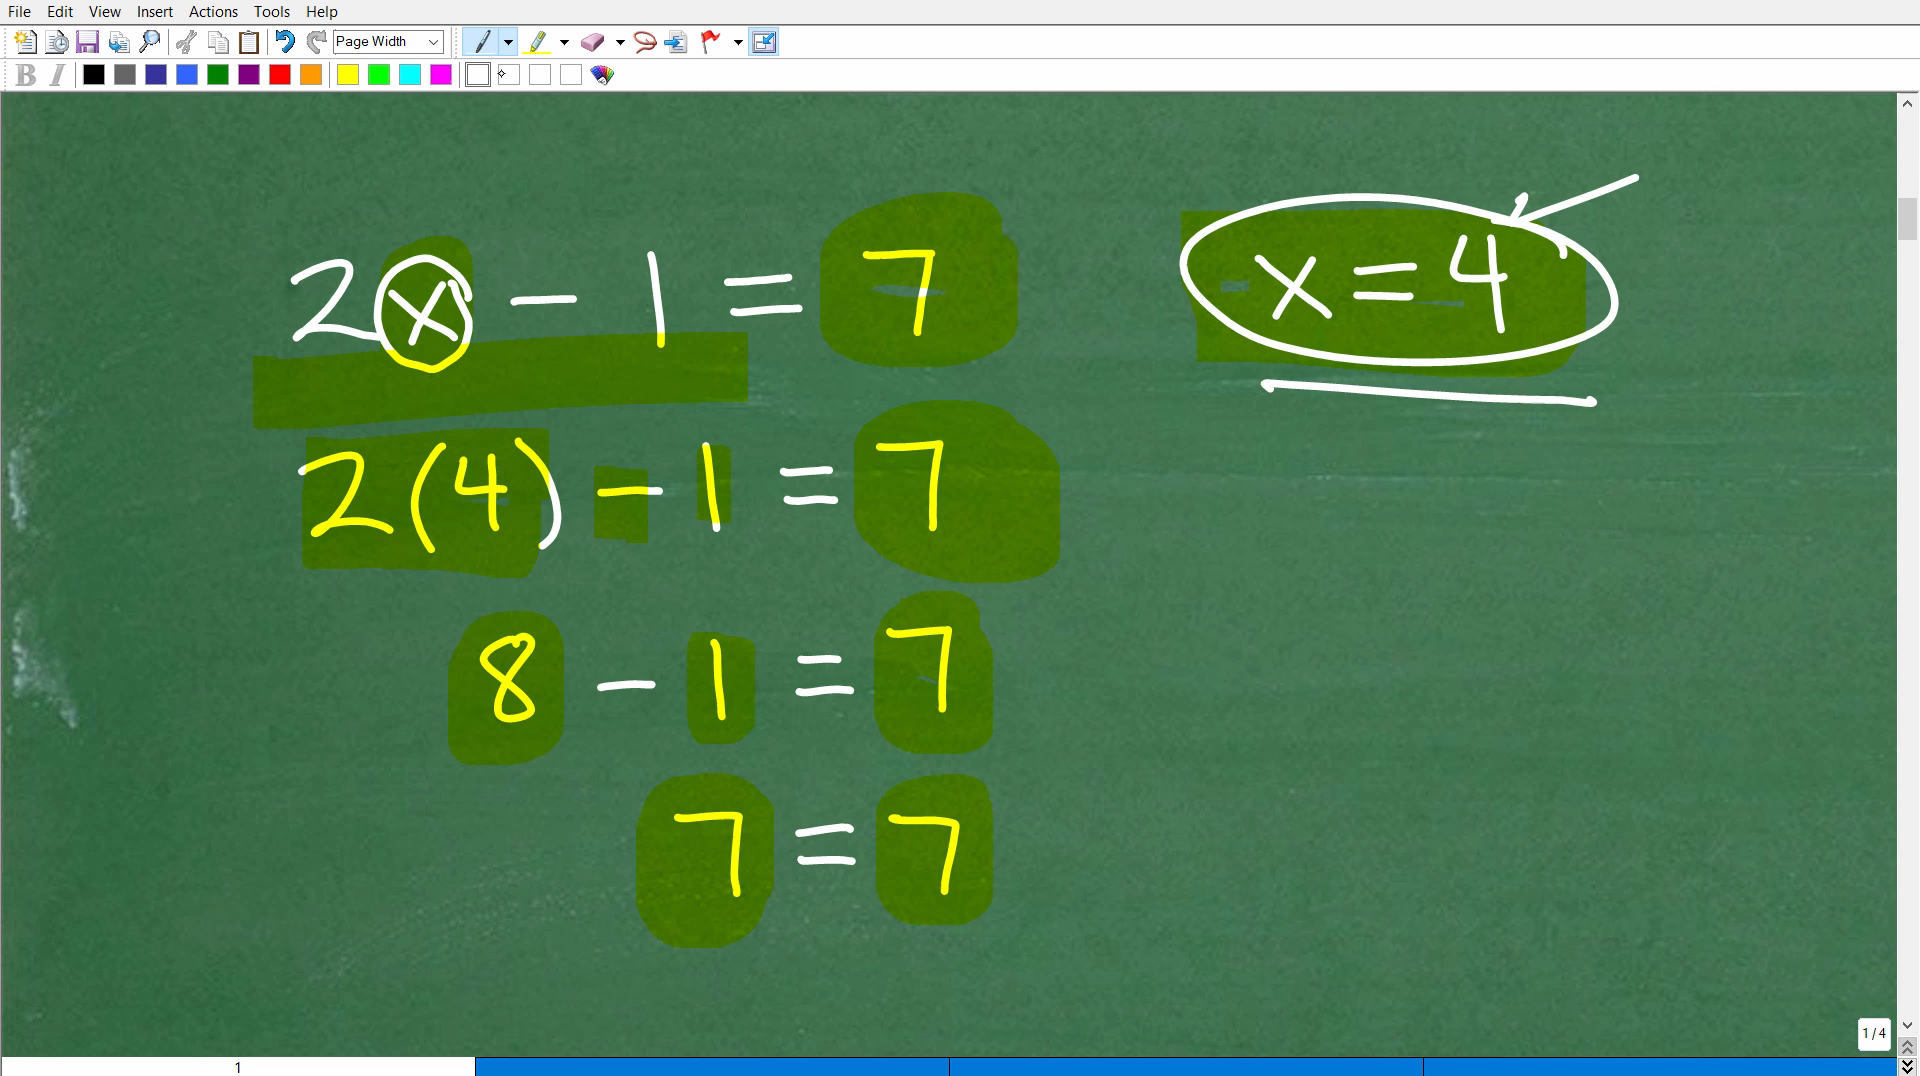 File Edit View Insert Actions Tools Help
Page Width
B I
2x - 1 = 7
x = 4
2(4) - 1 = 7
8 - 1 = 7
7 = 7
1 / 4
1